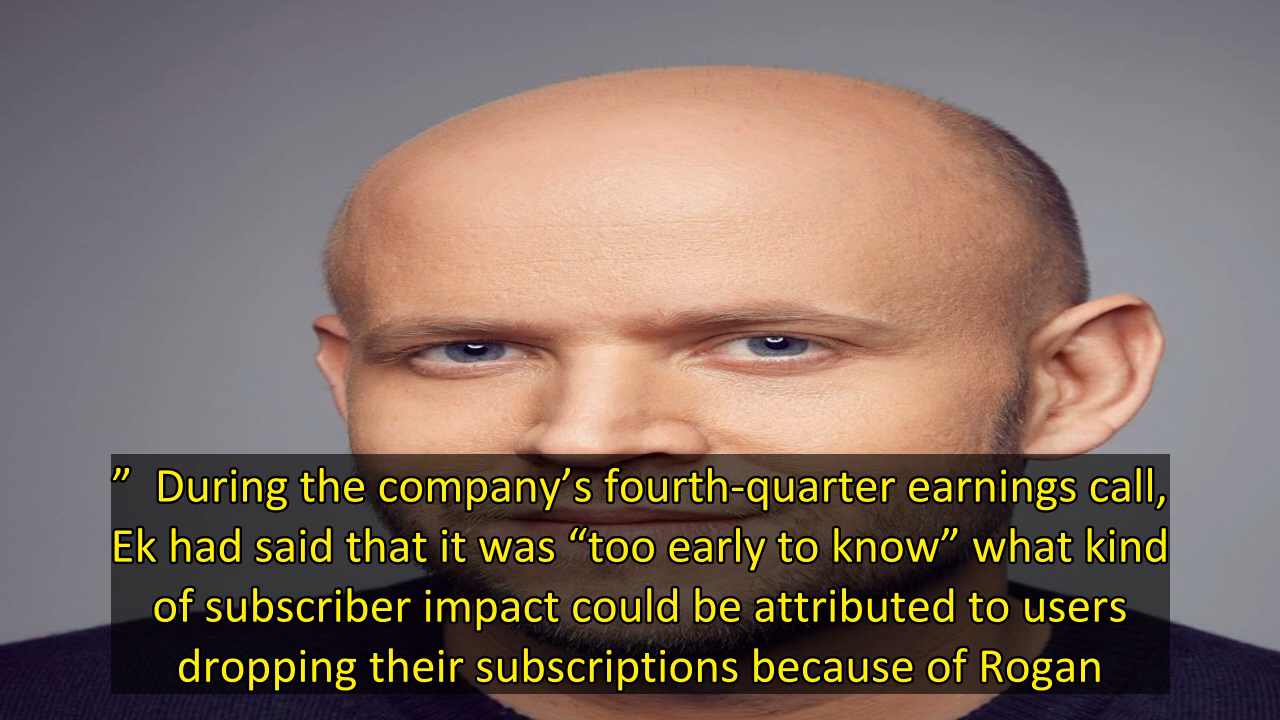 ”  During the company’s fourth-quarter earnings call,
Ek had said that it was “too early to know” what kind
of subscriber impact could be attributed to users
dropping their subscriptions because of Rogan